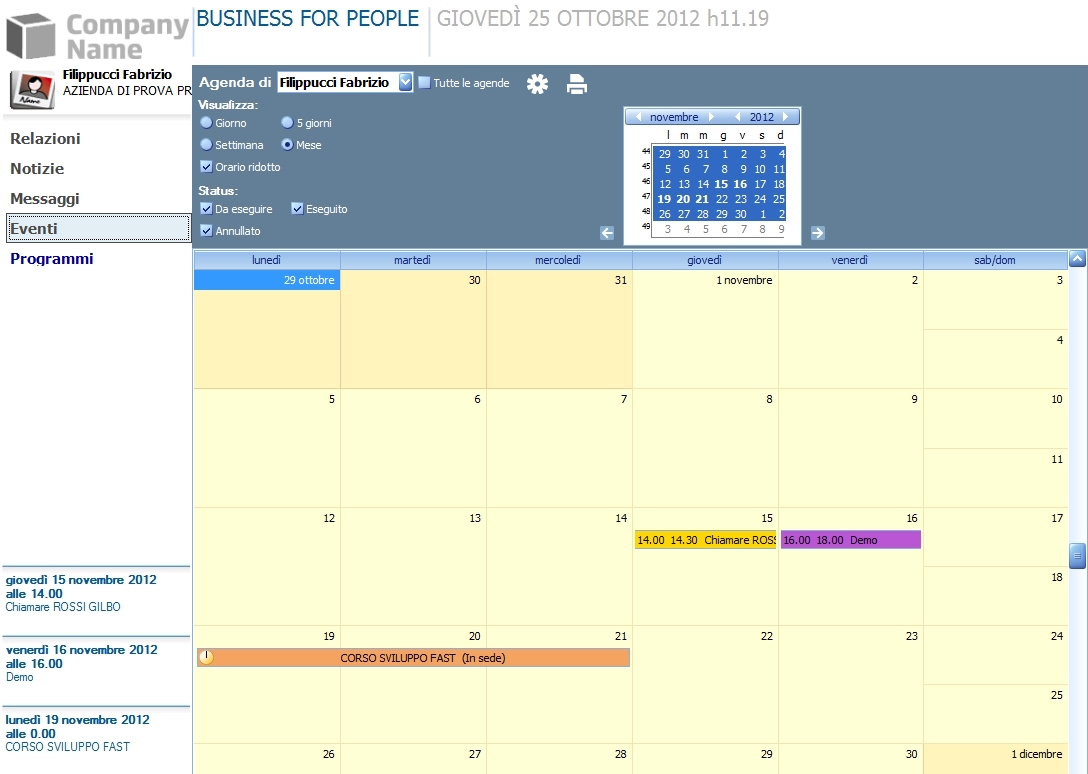 Company
Name
BUSINESS FOR PEOPLE
GIOVEDÌ 25 OTTOBRE 2012 h11.19
Filippucci Fabrizio
AZIENDA DI PROVA PR
Relazioni
Notizie
Messaggi
Eventi
Programmi
giovedì 15 novembre 2012
alle 14.00
Chiamare ROSSI GILBO
venerdì 16 novembre 2012
alle 16.00
Demo
lunedì 19 novembre 2012
alle 0.00
CORSO SVILUPPO FAST
Agenda di Filippucci Fabrizio Tutte le agende
Visualizza:
Giorno 5 giorni
Settimana Mese
Orario ridotto
Status:
Da eseguire Eseguito
Annullato
novembre 2012
l m m g v s d
44 29 30 31 1 2 3 4
45 5 6 7 8 9 10 11
46 12 13 14 15 16 17 18
47 19 20 21 22 23 24 25
48 26 27 28 29 30 1 2
49 3 4 5 6 7 8 9
lunedì martedì mercoledì giovedì venerdì sab/dom
29 ottobre 30 31 1 novembre 2 3
4
5 6 7 8 9 10
11
12 13 14 15 16 17
14.00 14.30 Chiamare ROSS 16.00 18.00 Demo
18
19 20 21 22 23 24
CORSO SVILUPPO FAST (In sede)
25
26 27 28 29 30 1 dicembre